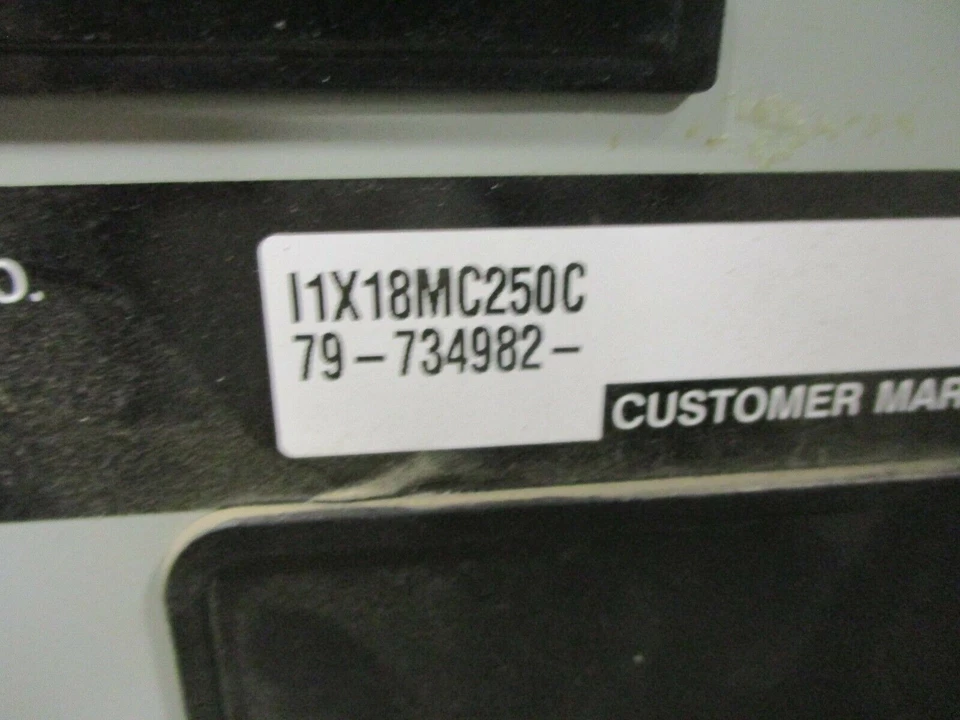 O.
I1X18MC250C
79-734982-
CUSTOMER MAR